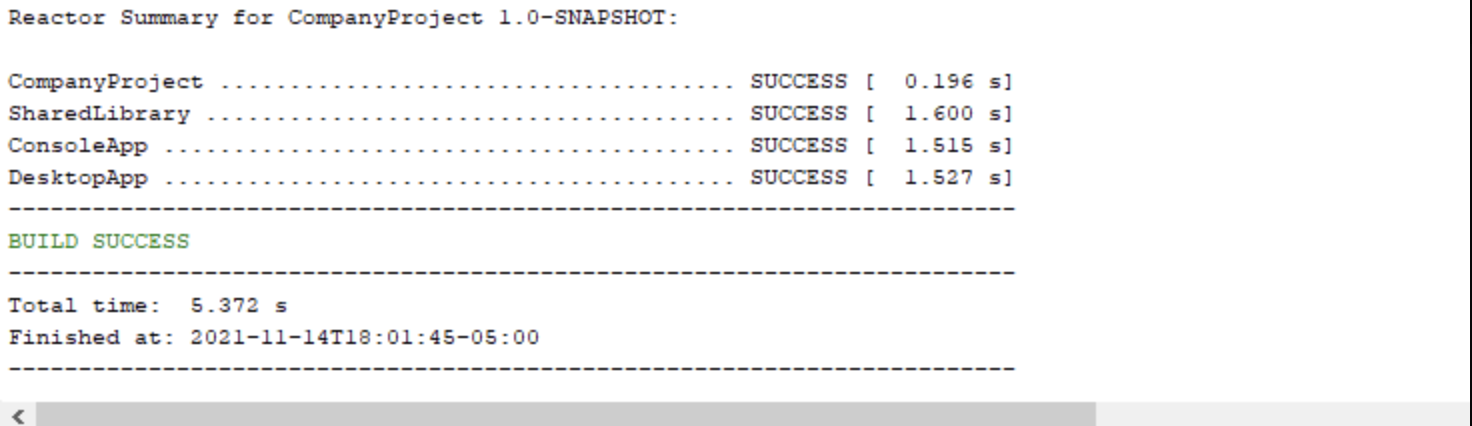 Reactor Summary for CompanyProject 1.0-SNAPSHOT:
CompanyProject ..................................... SUCCESS [  0.196 s]
SharedLibrary ...................................... SUCCESS [  1.600 s]
ConsoleApp ......................................... SUCCESS [  1.515 s]
DesktopApp ......................................... SUCCESS [  1.527 s]
------------------------------------------------------------------------
BUILD SUCCESS
------------------------------------------------------------------------
Total time:  5.372 s
Finished at: 2021-11-14T18:01:45-05:00
------------------------------------------------------------------------